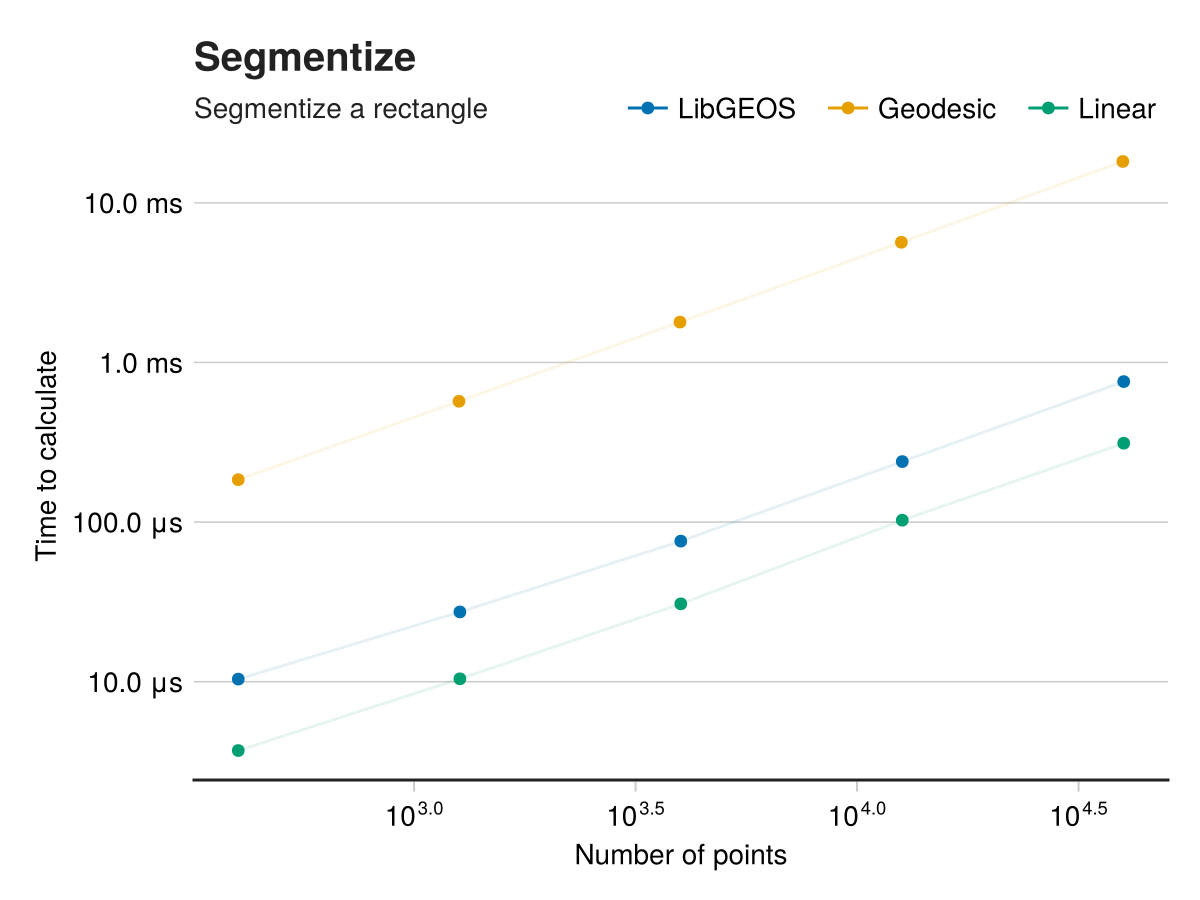 Segmentize
Segmentize a rectangle
LibGEOS
Geodesic
Linear
10.0 ms
1.0 ms
100.0 µs
10.0 µs
Time to calculate
10^3.0
10^3.5
10^4.0
10^4.5
Number of points